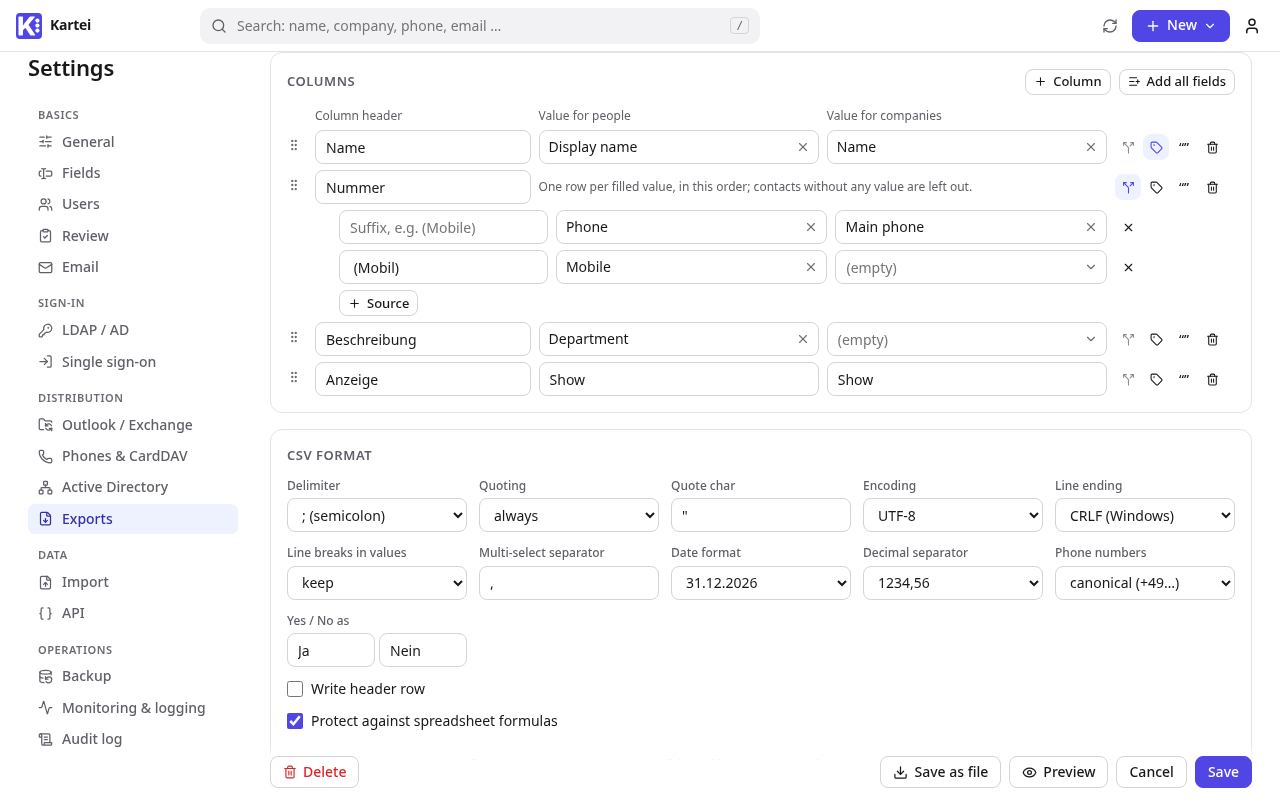 Kartei
Search: name, company, phone, email ...
/
New
Settings
BASICS
General
Fields
Users
Review
Email
SIGN-IN
LDAP / AD
Single sign-on
DISTRIBUTION
Outlook / Exchange
Phones & CardDAV
Active Directory
Exports
DATA
Import
API
OPERATIONS
Backup
Monitoring & logging
Audit log
COLUMNS
Column
Add all fields
Column header Value for people Value for companies
Name Display name Name
Nummer One row per filled value, in this order; contacts without any value are left out.
Suffix, e.g. (Mobile) Phone Main phone
(Mobil) Mobile (empty)
Source
Beschreibung Department (empty)
Anzeige Show Show
CSV FORMAT
Delimiter Quoting Quote char Encoding Line ending
; (semicolon) always " UTF-8 CRLF (Windows)
Line breaks in values Multi-select separator Date format Decimal separator Phone numbers
keep , 31.12.2026 1234,56 canonical (+49...)
Yes / No as
Ja Nein
Write header row
Protect against spreadsheet formulas
Delete Save as file Preview Cancel Save